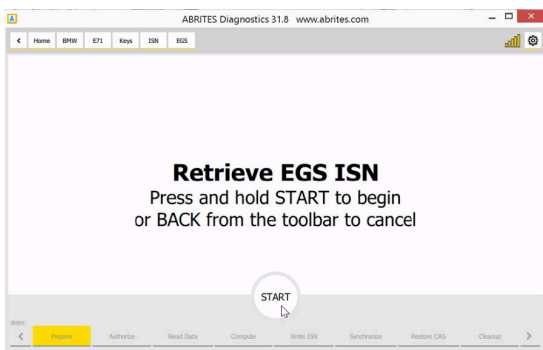 A ABRITES Diagnostics 31.8 www.abrites.com
Home BMW E71 Keys ISN EGS
Retrieve EGS ISN
Press and hold START to begin
or BACK from the toolbar to cancel
START
steps:
Prepare Authorize Read Data Compute Write ISN Synchronize Restore CAS Cleanup